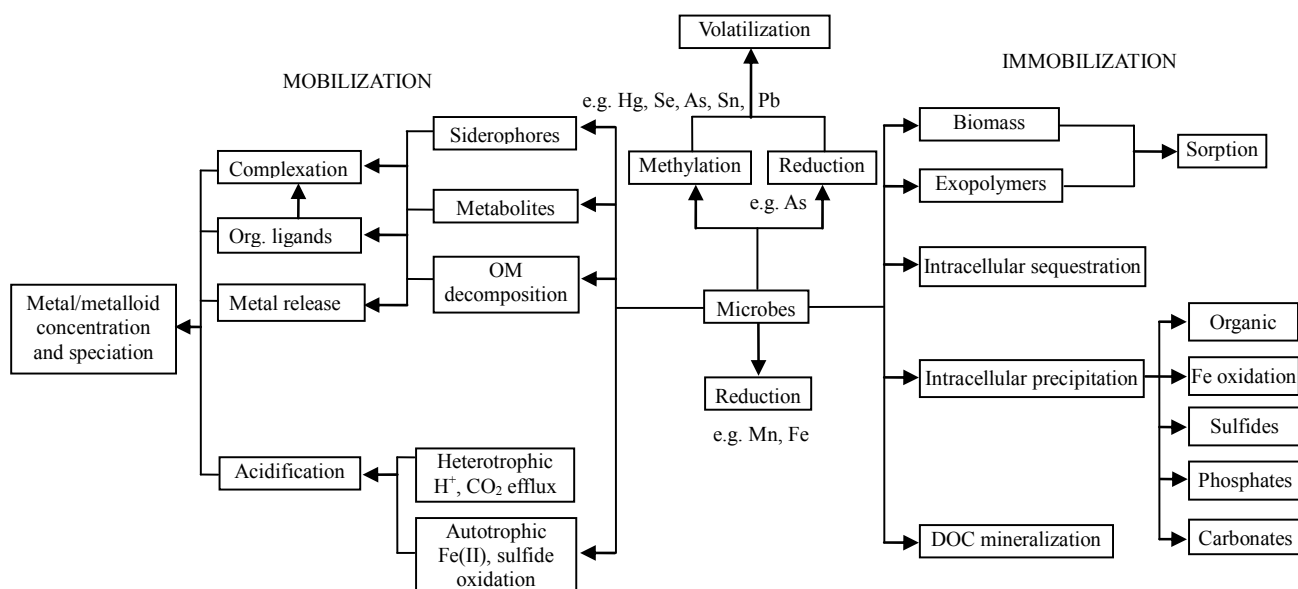 Volatilization
MOBILIZATION
IMMOBILIZATION
e.g. Hg, Se, As, Sn, Pb
Siderophores
Biomass
Complexation
Methylation
Reduction
Sorption
Metabolites
e.g. As
Exopolymers
Org. ligands
OM
decomposition
Intracellular sequestration
Metal release
Microbes
Metal/metalloid
concentration
and speciation
Organic
Reduction
Intracellular precipitation
Fe oxidation
e.g. Mn, Fe
Sulfides
Acidification
Heterotrophic
H⁺, CO₂ efflux
Phosphates
Autotrophic
Fe(II), sulfide
oxidation
DOC mineralization
Carbonates